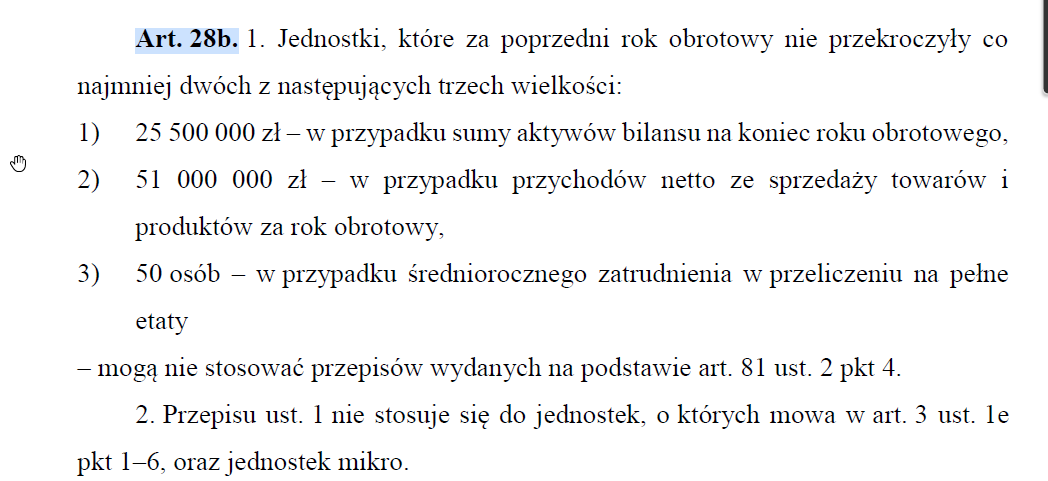 Art. 28b. 1. Jednostki, które za poprzedni rok obrotowy nie przekroczyły co
najmniej dwóch z następujących trzech wielkości:
1) 25 500 000 zł – w przypadku sumy aktywów bilansu na koniec roku obrotowego,
2) 51 000 000 zł – w przypadku przychodów netto ze sprzedaży towarów i
produktów za rok obrotowy,
3) 50 osób – w przypadku średniorocznego zatrudnienia w przeliczeniu na pełne
etaty
– mogą nie stosować przepisów wydanych na podstawie art. 81 ust. 2 pkt 4.
2. Przepisu ust. 1 nie stosuje się do jednostek, o których mowa w art. 3 ust. 1e
pkt 1–6, oraz jednostek mikro.